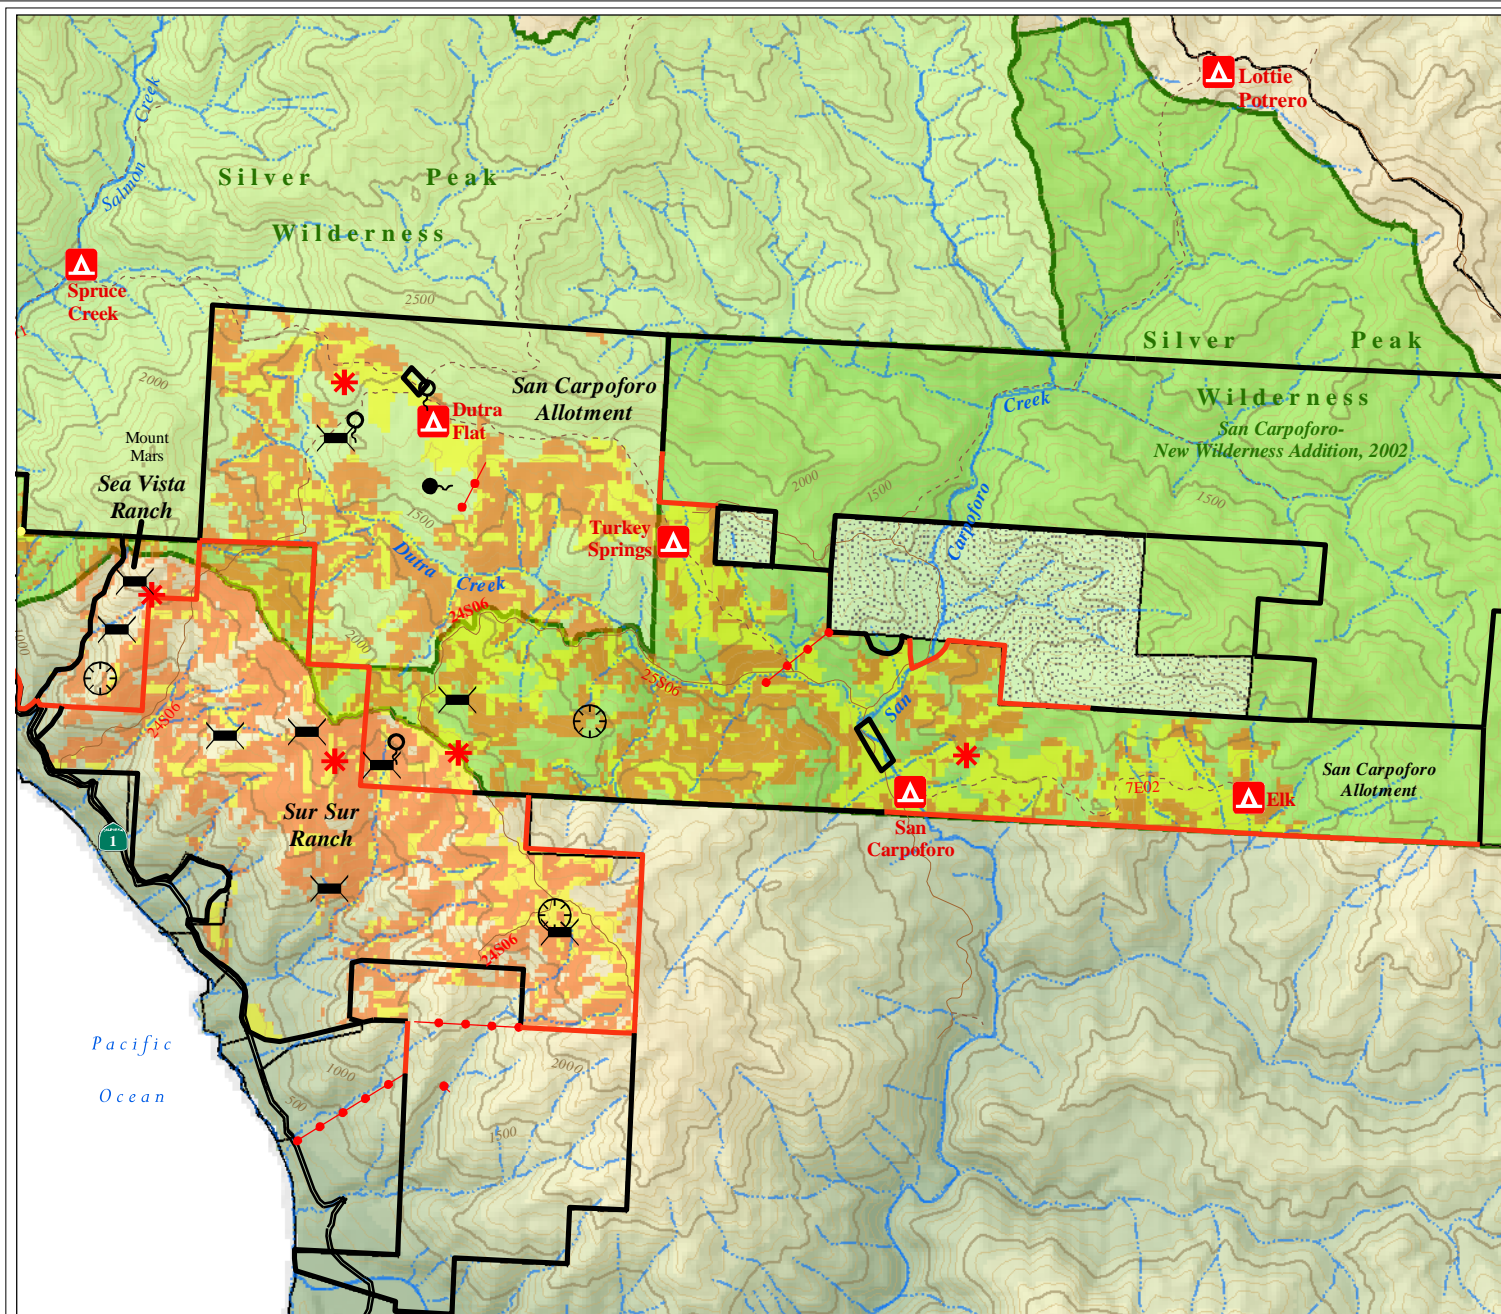 Lottie
Potrero
Salmon
Creek
Silver Peak
Wilderness
Spruce
Creek
2500
2000
Silver Peak
Wilderness
San Carpoforo-
New Wilderness Addition, 2002
San Carpoforo
Allotment
Dutra
Flat
Creek
Mount
Mars
Sea Vista
Ranch
2000
1500
1500
1500
Carpoforo
Turkey
Springs
Dutra
Creek
24S06
2000
1000
25S06
San
24S06
San Carpoforo
Allotment
7E02
Elk
Sur Sur
Ranch
San
Carpoforo
1
24S06
Pacific
Ocean
1000
2000
500
1500